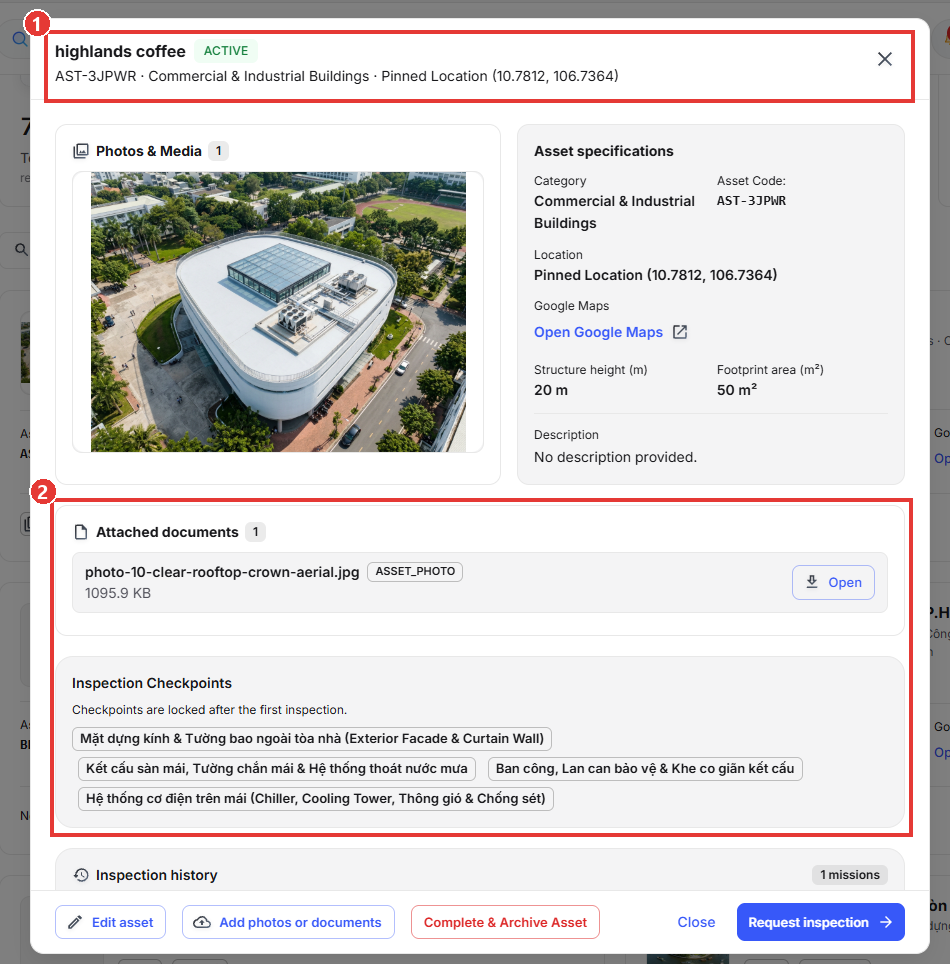 1
highlands coffee ACTIVE
AST-3JPWR · Commercial & Industrial Buildings · Pinned Location (10.7812, 106.7364)
Photos & Media 1
Asset specifications
Category
Commercial & Industrial
Buildings
Asset Code:
AST-3JPWR
Location
Pinned Location (10.7812, 106.7364)
Google Maps
Open Google Maps
Structure height (m)
20 m
Footprint area (m²)
50 m²
Description
No description provided.
2
Attached documents 1
photo-10-clear-rooftop-crown-aerial.jpg ASSET_PHOTO
1095.9 KB
Open
Inspection Checkpoints
Checkpoints are locked after the first inspection.
Mặt dựng kính & Tường bao ngoài tòa nhà (Exterior Facade & Curtain Wall)
Kết cấu sàn mái, Tường chắn mái & Hệ thống thoát nước mưa
Ban công, Lan can bảo vệ & Khe co giãn kết cấu
Hệ thống cơ điện trên mái (Chiller, Cooling Tower, Thông gió & Chống sét)
Inspection history 1 missions
Edit asset
Add photos or documents
Complete & Archive Asset
Close
Request inspection